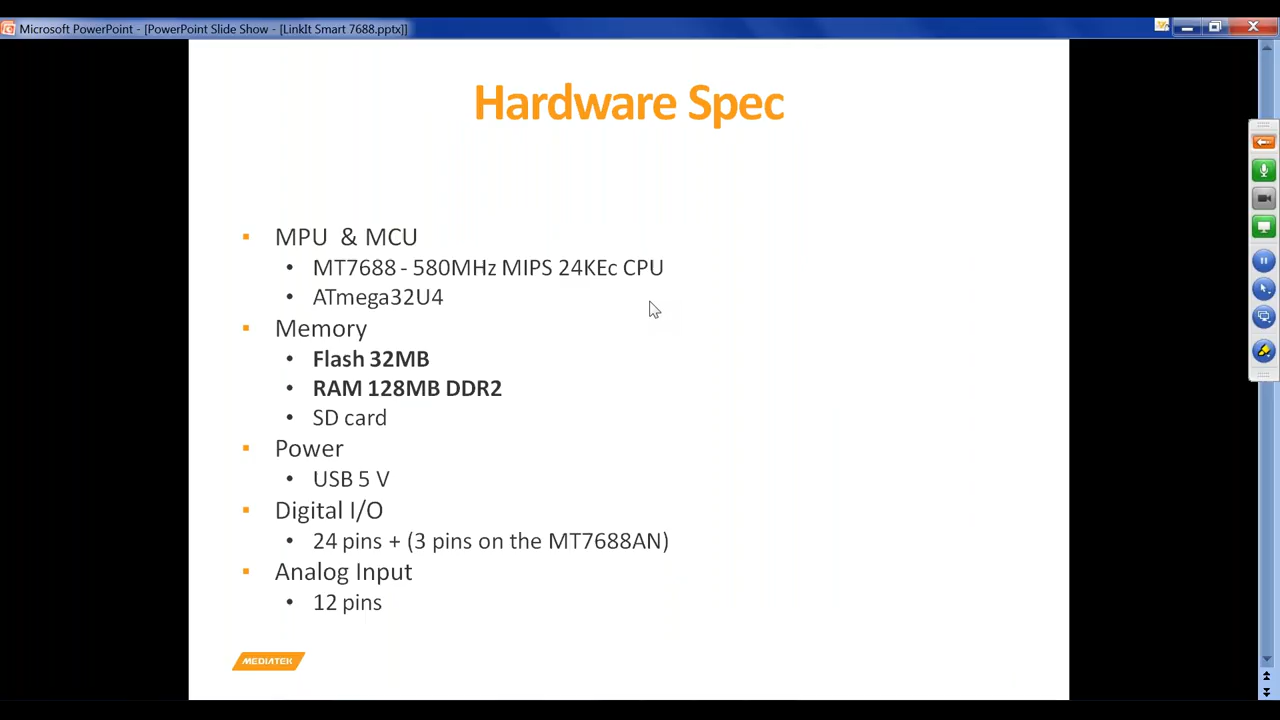 Microsoft PowerPoint - [PowerPoint Slide Show - [LinkIt Smart 7688.pptx]]
Hardware Spec
▪ MPU & MCU
• MT7688 - 580MHz MIPS 24KEc CPU
• ATmega32U4
▪ Memory
• Flash 32MB
• RAM 128MB DDR2
• SD card
▪ Power
• USB 5 V
▪ Digital I/O
• 24 pins + (3 pins on the MT7688AN)
▪ Analog Input
• 12 pins
MEDIATEK